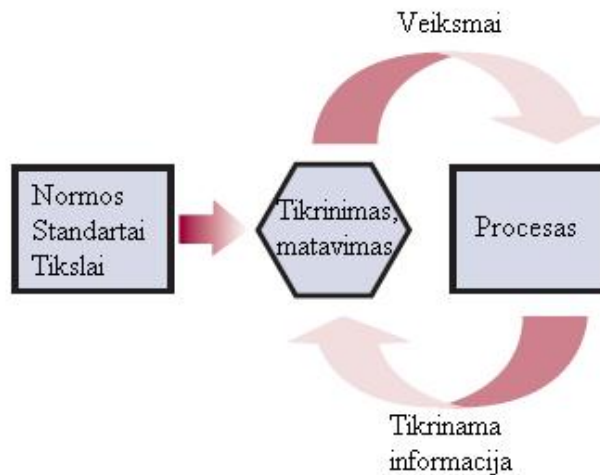 Veiksmai
Normos
Standartai
Tikslai
Tikrinimas,
matavimas
Procesas
Tikrinama
informacija